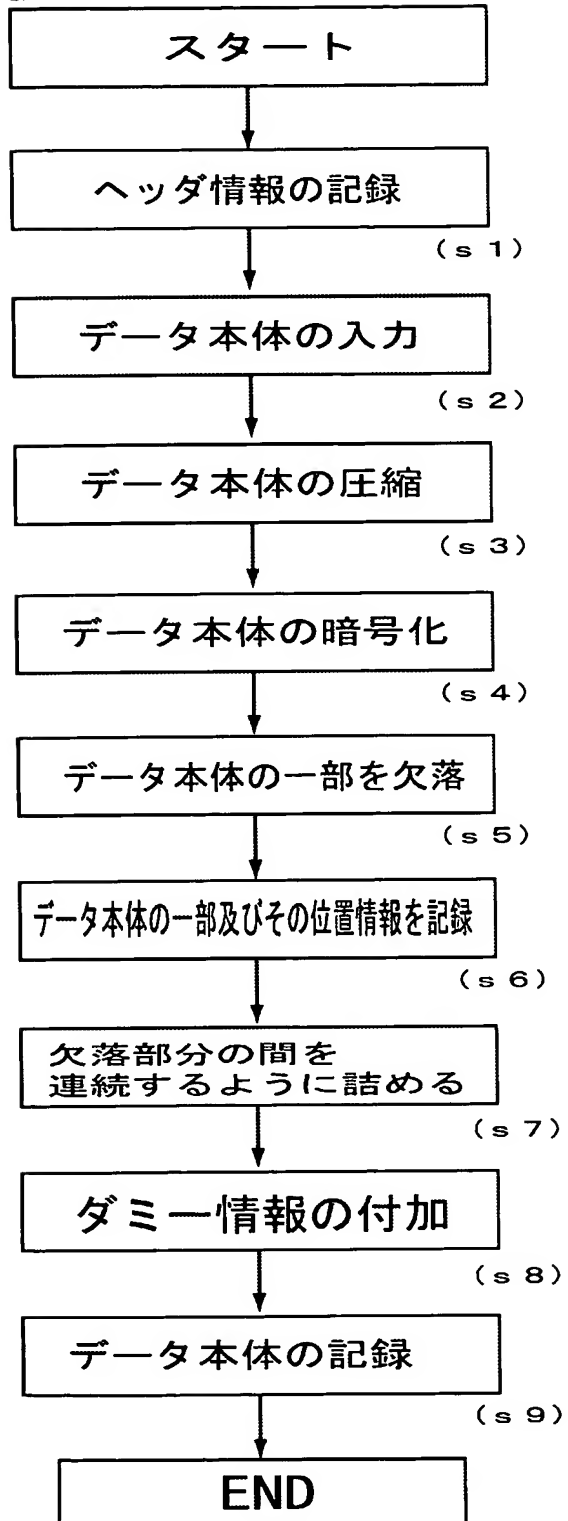 スタート
ヘッダ情報の記録
(s 1)
データ本体の入力
(s 2)
データ本体の圧縮
(s 3)
データ本体の暗号化
(s 4)
データ本体の一部を欠落
(s 5)
データ本体の一部及びその位置情報を記録
(s 6)
欠落部分の間を
連続するように詰める
(s 7)
ダミー情報の付加
(s 8)
データ本体の記録
(s 9)
END